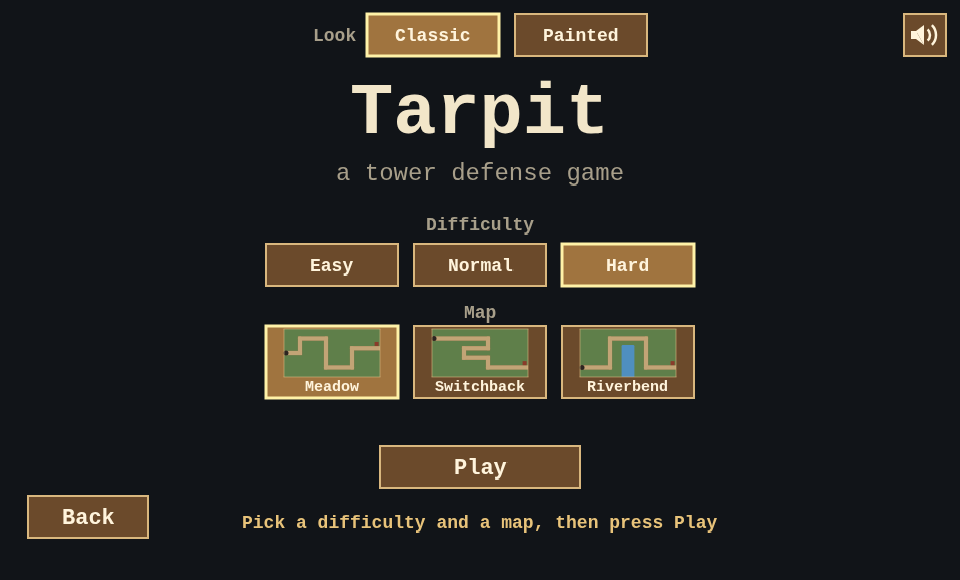 Look Classic Painted
Tarpit
a tower defense game
Difficulty
Easy Normal Hard
Map
Meadow Switchback Riverbend
Play
Back
Pick a difficulty and a map, then press Play